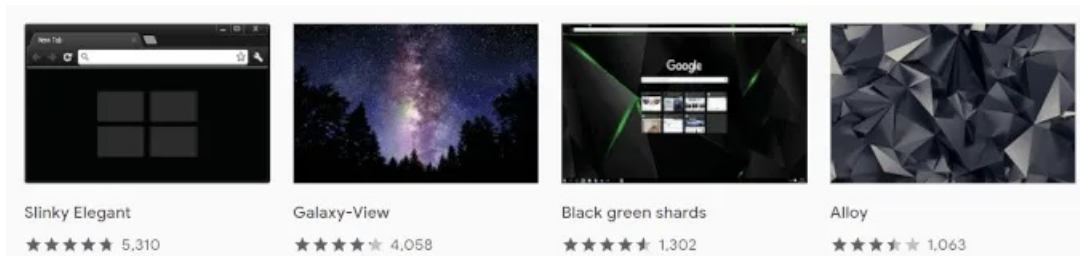 New Tab
Google
Slinky Elegant
Galaxy-View
Black green shards
Alloy
5,310
4,058
1,302
1,063